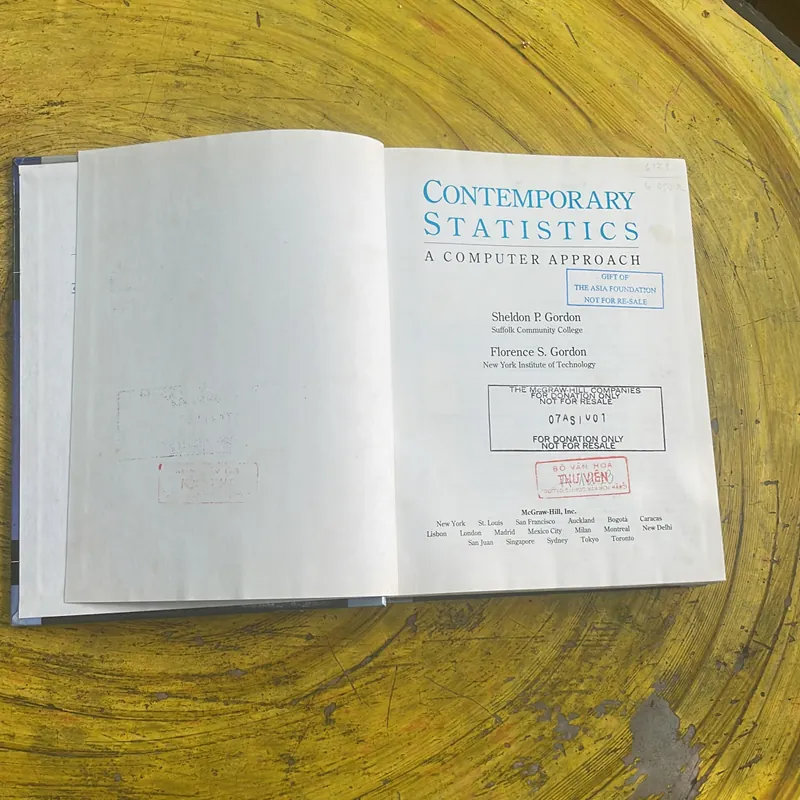 CONTEMPORARY
STATISTICS
A COMPUTER APPROACH
GIFT OF
THE ASIA FOUNDATION
NOT FOR RE-SALE
Sheldon P. Gordon
Suffolk Community College
Florence S. Gordon
New York Institute of Technology
THE McGRAW-HILL COMPANIES
FOR DONATION ONLY
NOT FOR RESALE
07ASIU01
FOR DONATION ONLY
NOT FOR RESALE
BỘ VĂN HOA
THƯ VIỆN
McGraw-Hill, Inc.
New York St. Louis San Francisco Auckland Bogotá Caracas
Lisbon London Madrid Mexico City Milan Montreal New Delhi
San Juan Singapore Sydney Tokyo Toronto